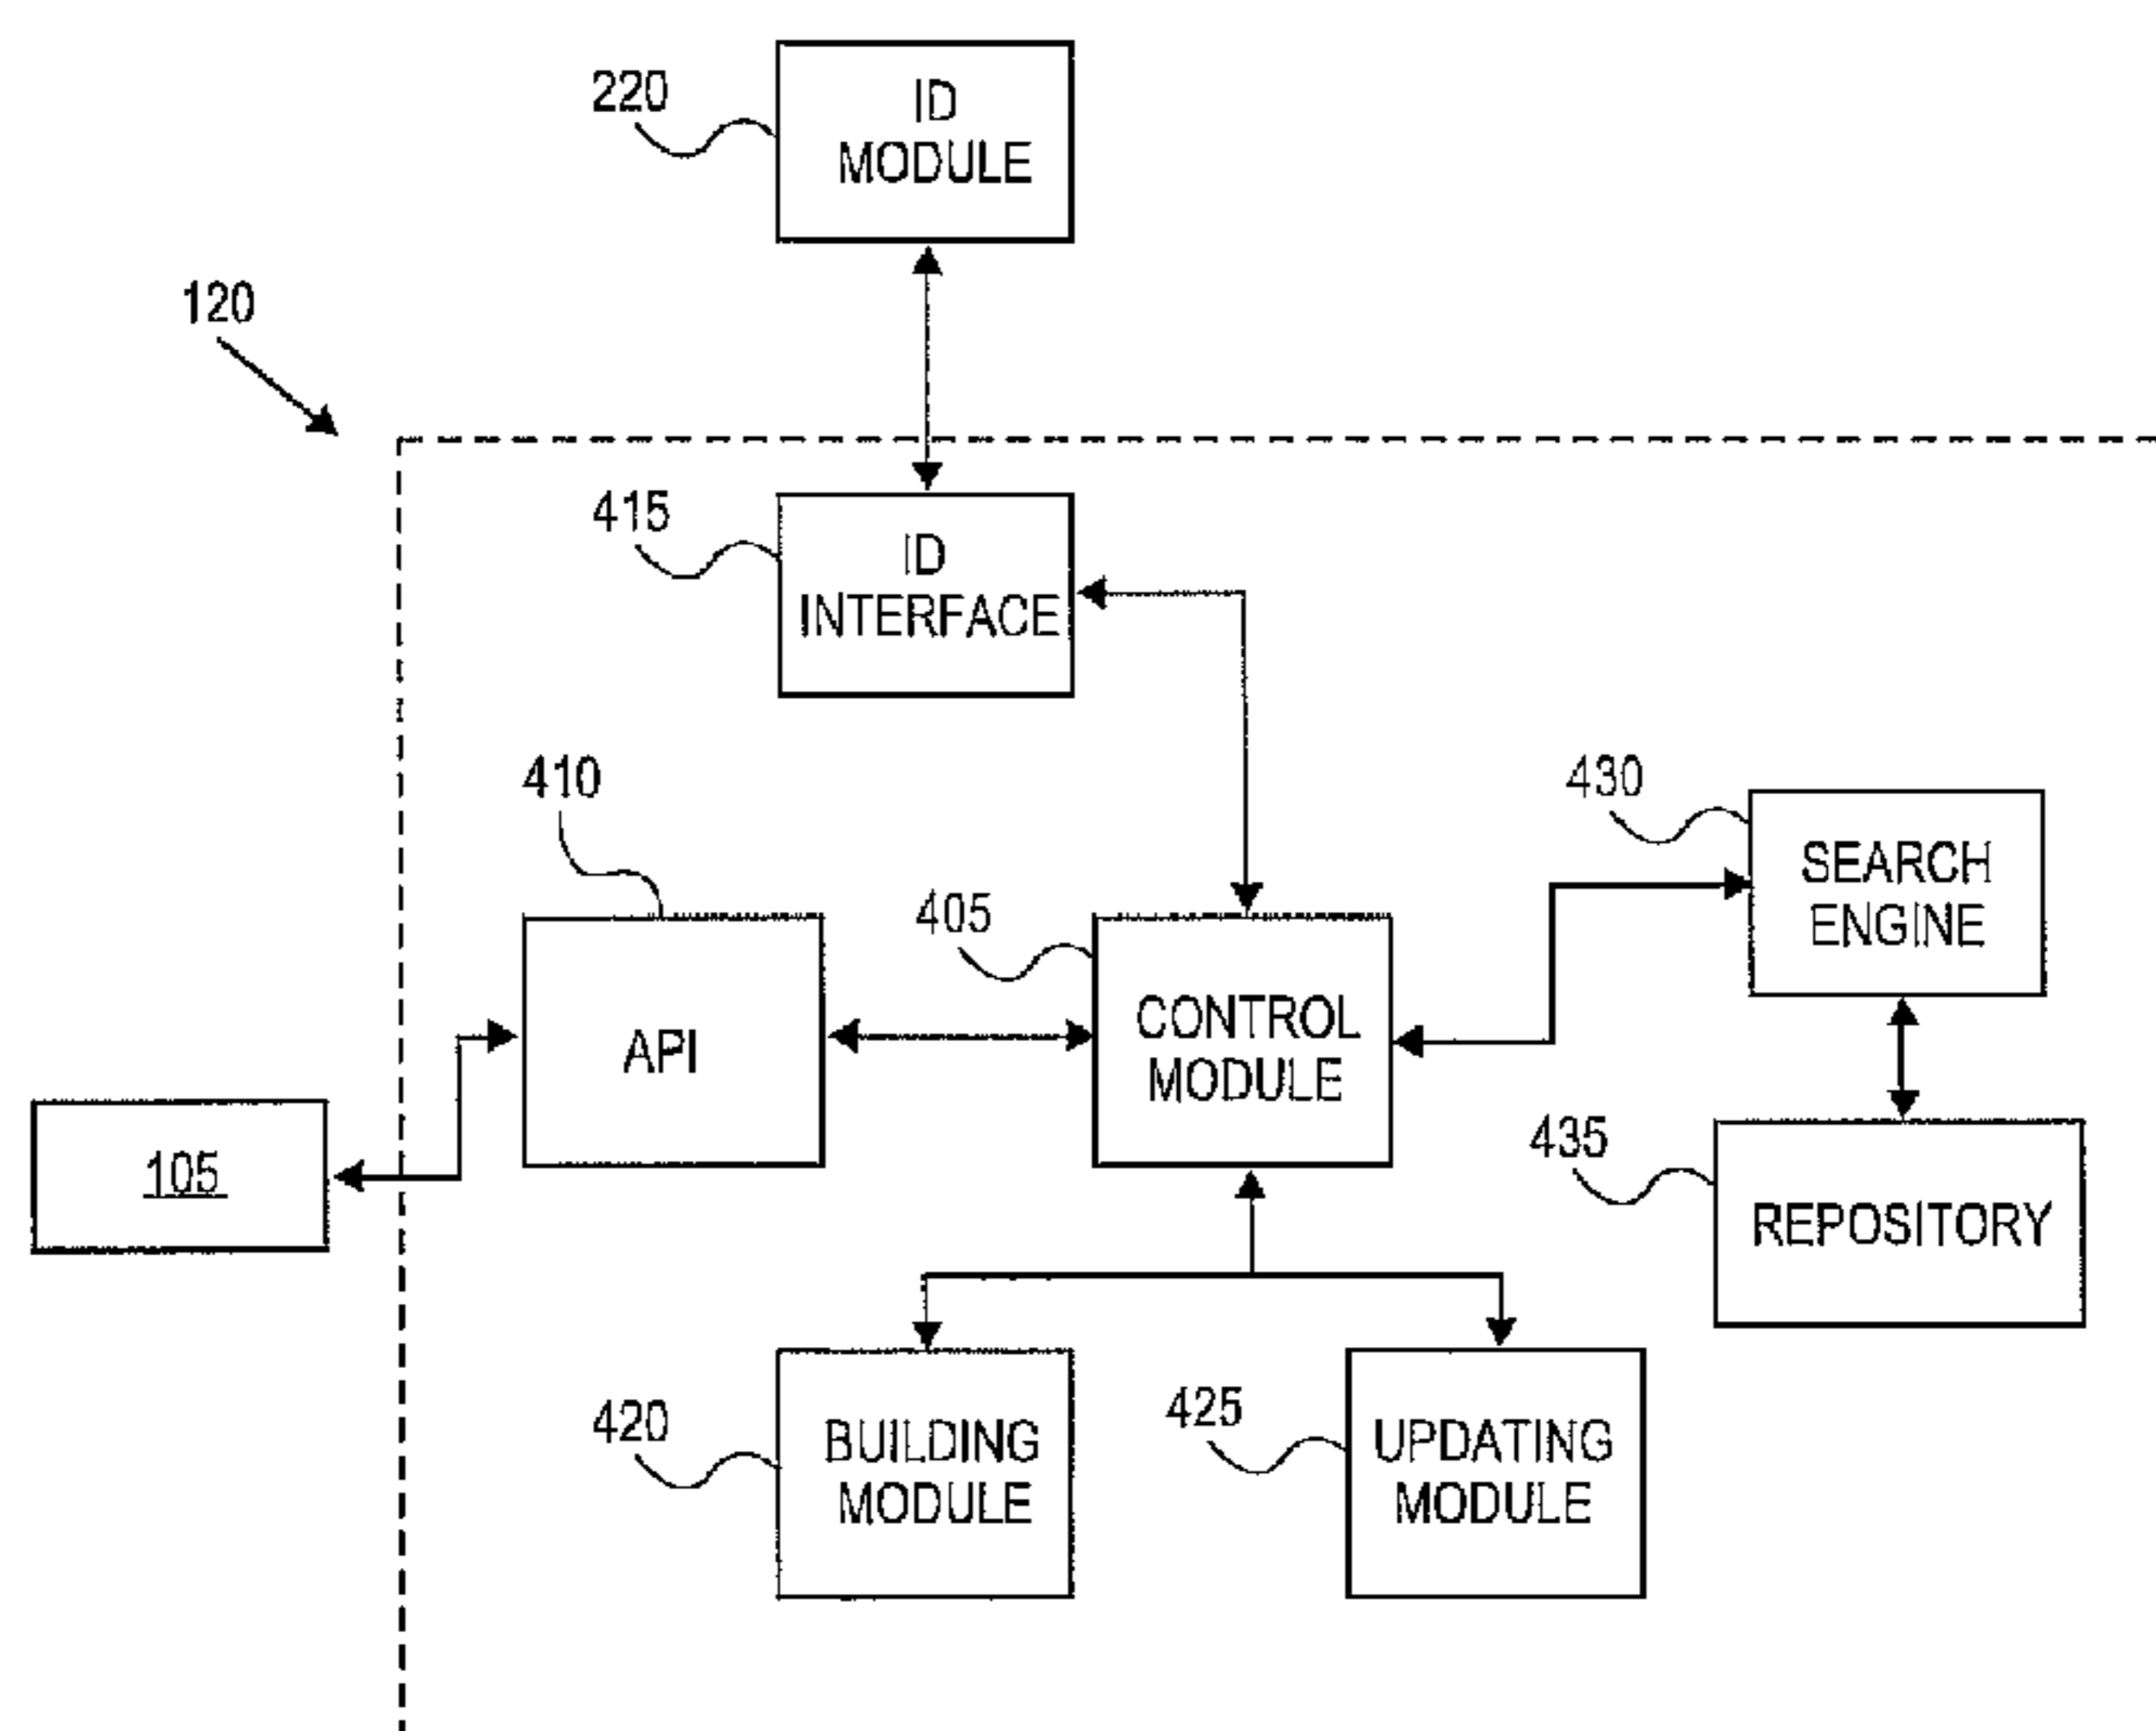 220
ID
MODULE
120
415
ID
INTERFACE
410
430
SEARCH
ENGINE
405
API
CONTROL
MODULE
435
105
REPOSITORY
420
BUILDING
MODULE
425
UPDATING
MODULE